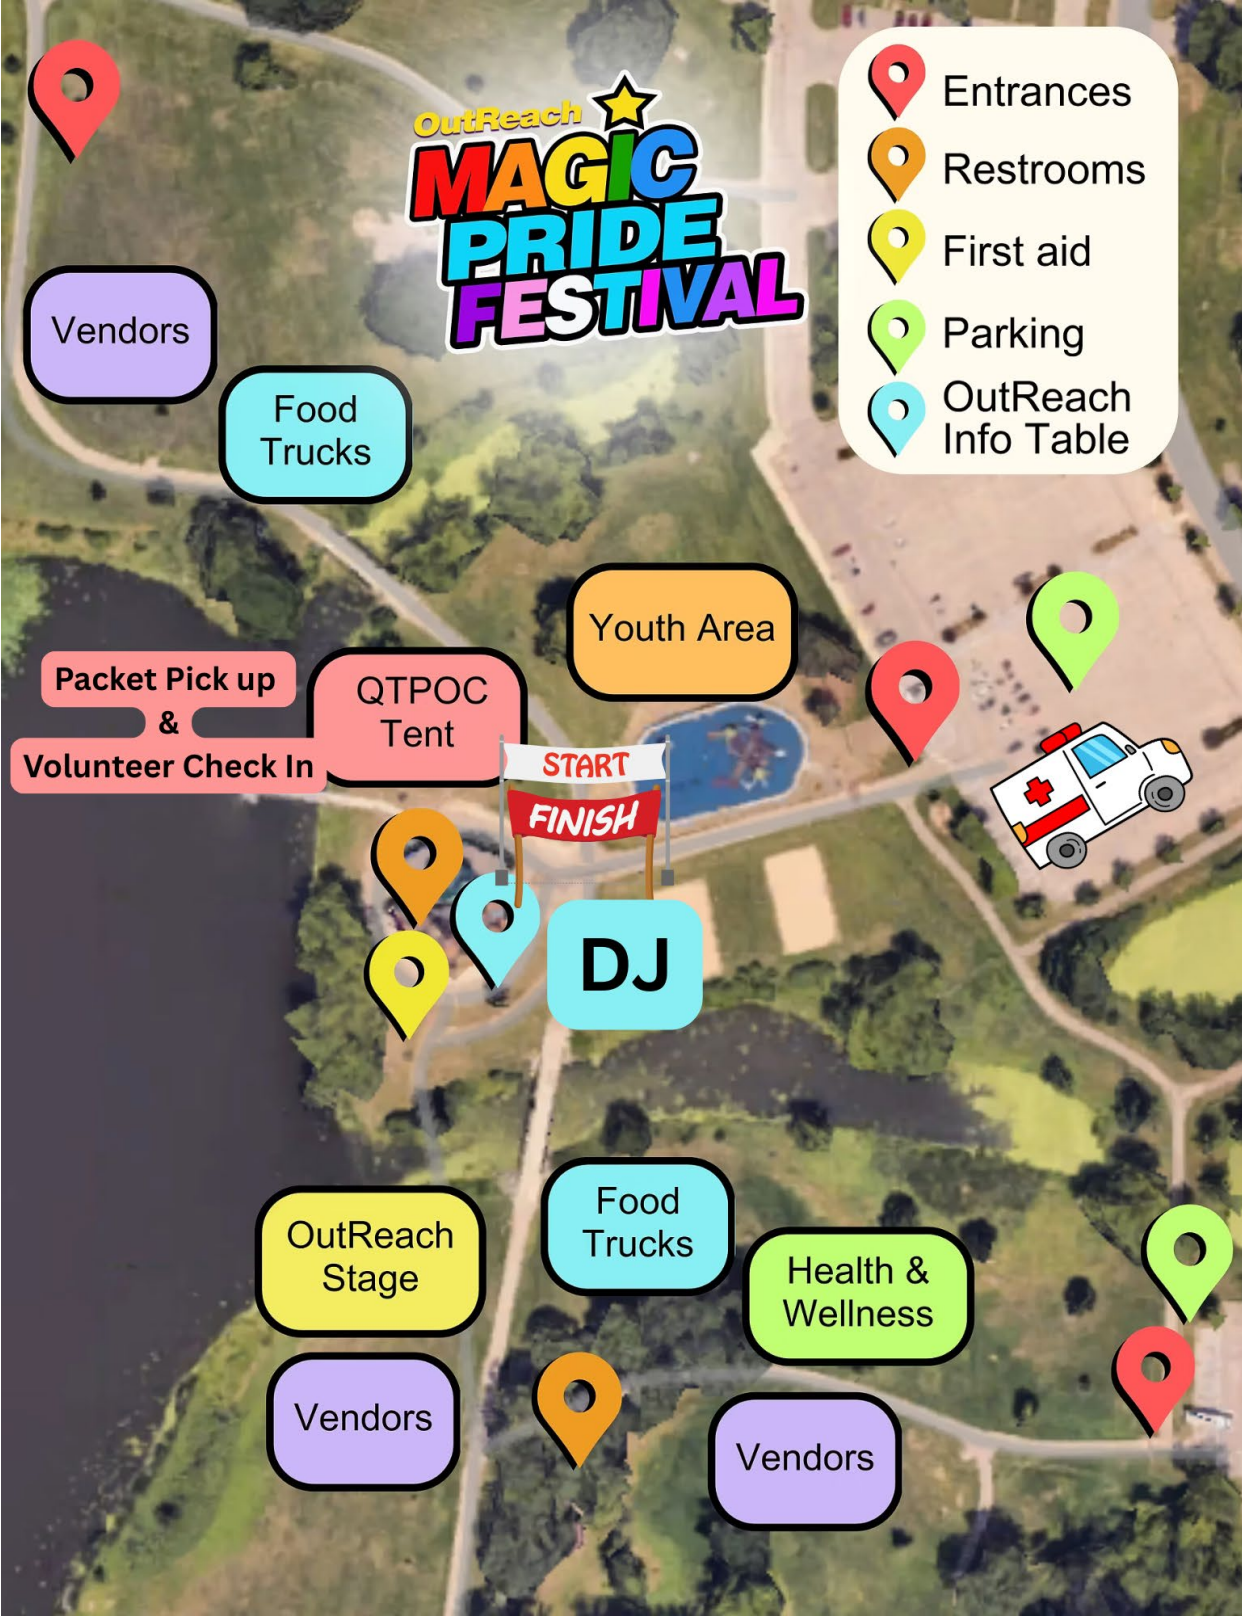 OutReach
MAGIC
PRIDE
FESTIVAL
Entrances
Restrooms
First aid
Parking
OutReach
Info Table
Vendors
Food
Trucks
Youth Area
Packet Pick up
&
Volunteer Check In
QTPOC
Tent
START
FINISH
DJ
OutReach
Stage
Food
Trucks
Health &
Wellness
Vendors
Vendors